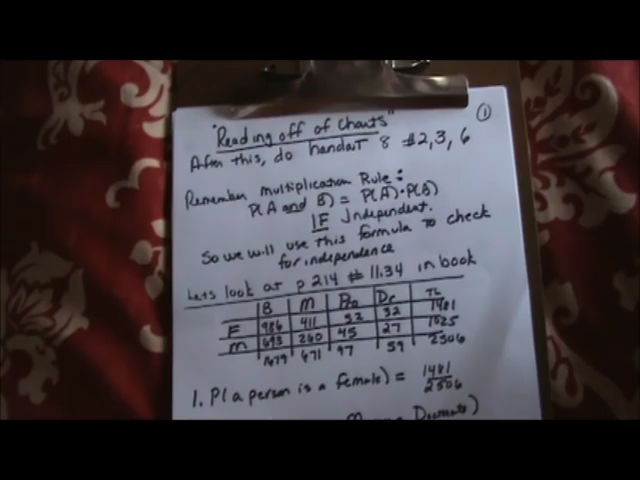 ①
"Reading off of Charts"
After this, do handout 8 #2, 3, 6
Remember multiplication Rule:
P(A and B) = P(A)·P(B)
IF Independent.
So we will use this formula to check
for independence
Lets look at p 214 #11.34 in book
B M Pro Dr TL
F 986 411 52 32 1481
M 693 260 45 27 1025
1679 671 97 59 2506
1. P(a person is a female) = 1481/2506